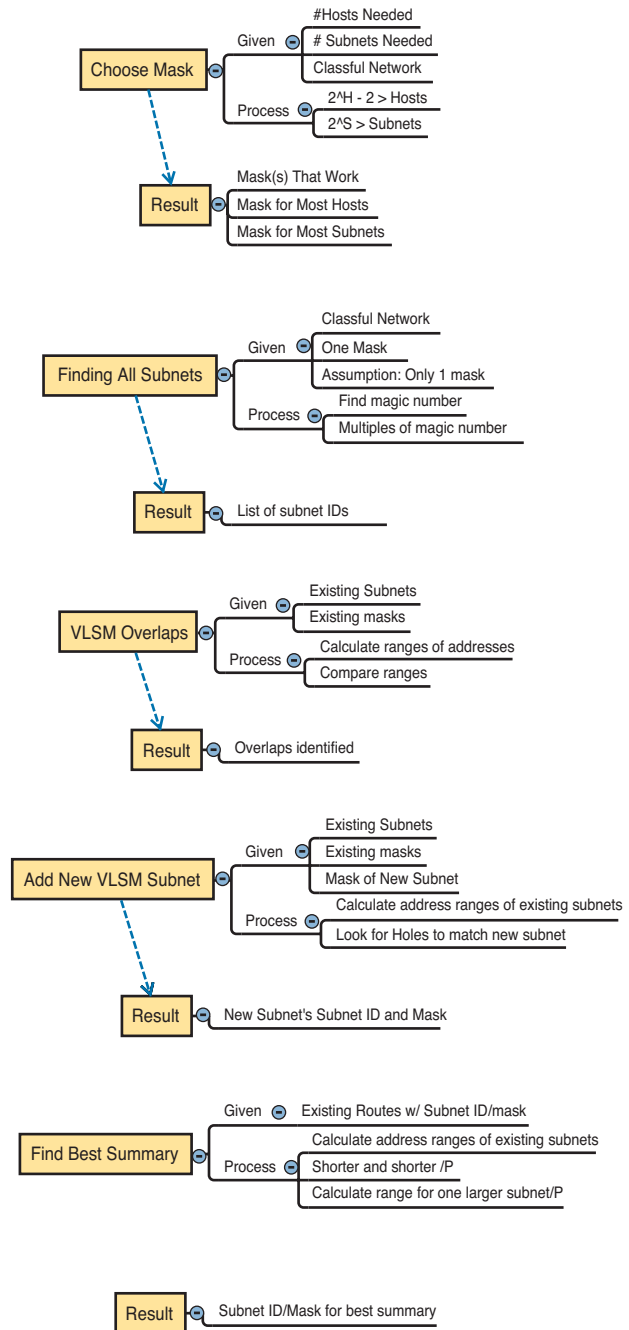 #Hosts Needed
Given
# Subnets Needed
Choose Mask
Classful Network
2^H - 2 > Hosts
Process
2^S > Subnets
Mask(s) That Work
Result
Mask for Most Hosts
Mask for Most Subnets
Classful Network
Given
One Mask
Finding All Subnets
Assumption: Only 1 mask
Find magic number
Process
Multiples of magic number
Result
List of subnet IDs
Existing Subnets
Given
Existing masks
VLSM Overlaps
Calculate ranges of addresses
Process
Compare ranges
Result
Overlaps identified
Existing Subnets
Given
Existing masks
Add New VLSM Subnet
Mask of New Subnet
Calculate address ranges of existing subnets
Process
Look for Holes to match new subnet
Result
New Subnet's Subnet ID and Mask
Given
Existing Routes w/ Subnet ID/mask
Find Best Summary
Calculate address ranges of existing subnets
Process
Shorter and shorter /P
Calculate range for one larger subnet/P
Result
Subnet ID/Mask for best summary